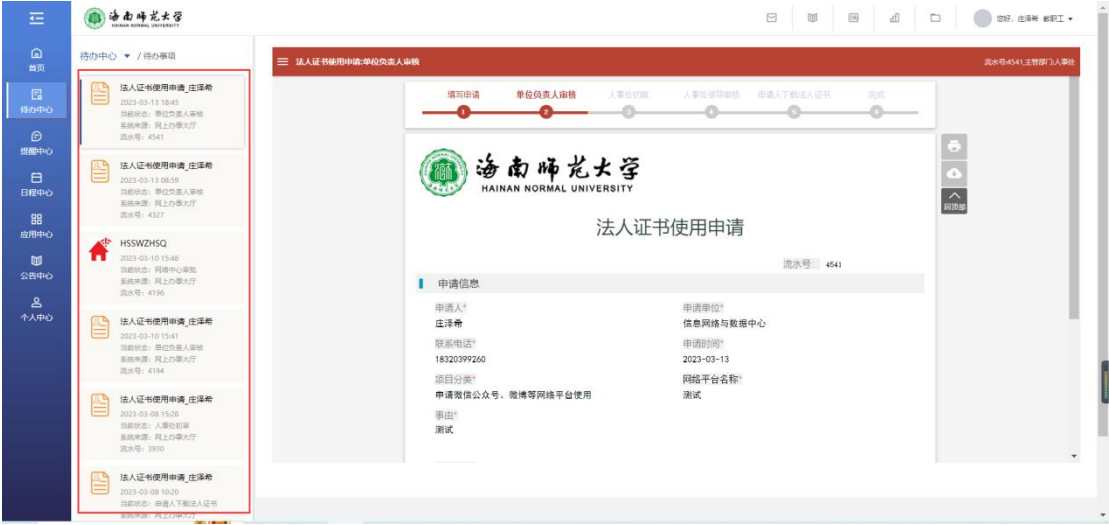 海南师范大学
HAINAN NORMAL UNIVERSITY
您好, 庄泽希 教职工
首页
待办中心
提醒中心
日程中心
应用中心
公告中心
个人中心
待办中心 / 待办事项
法人证书使用申请_庄泽希
2023-03-13 18:45
当前状态: 单位负责人审核
系统来源: 网上办事大厅
流水号: 4541
法人证书使用申请_庄泽希
2023-03-13 08:59
当前状态: 单位负责人审核
系统来源: 网上办事大厅
流水号: 4327
HSSWZHSQ
2023-03-10 15:46
当前状态: 网络中心审批
系统来源: 网上办事大厅
流水号: 4196
法人证书使用申请_庄泽希
2023-03-10 15:41
当前状态: 单位负责人审核
系统来源: 网上办事大厅
流水号: 4194
法人证书使用申请_庄泽希
2023-03-08 15:28
当前状态: 人事处初审
系统来源: 网上办事大厅
流水号: 3930
法人证书使用申请_庄泽希
2023-03-08 10:20
当前状态: 申请人下载法人证书
系统来源: 网上办事大厅
法人证书使用申请:单位负责人审核
流水号:4541,主管部门:人事处
填写申请 单位负责人审核 人事处初审 人事处领导审核 申请人下载法人证书 完成
1 2 3 4 5 6
海南师范大学
HAINAN NORMAL UNIVERSITY
回顶部
法人证书使用申请
流水号: 4541
申请信息
申请人* 申请单位*
庄泽希 信息网络与数据中心
联系电话* 申请时间*
18320399260 2023-03-13
项目分类* 网络平台名称*
申请微信公众号、微博等网络平台使用 测试
事由*
测试